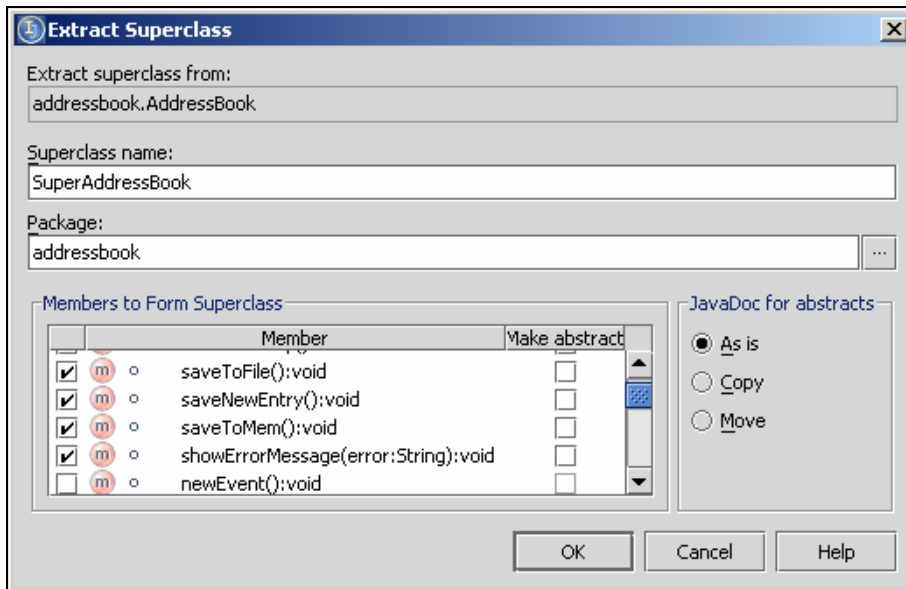 Extract Superclass
Extract superclass from:
addressbook.AddressBook
Superclass name:
SuperAddressBook
Package:
addressbook
...
Members to Form Superclass
Member Make abstract
saveToFile():void
saveNewEntry():void
saveToMem():void
showErrorMessage(error:String):void
newEvent():void
JavaDoc for abstracts
As is
Copy
Move
OK Cancel Help